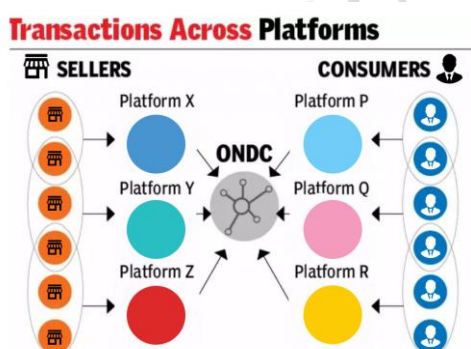 Transactions Across Platforms
SELLERS
CONSUMERS
Platform X
Platform P
ONDC
Platform Y
Platform Q
Platform Z
Platform R